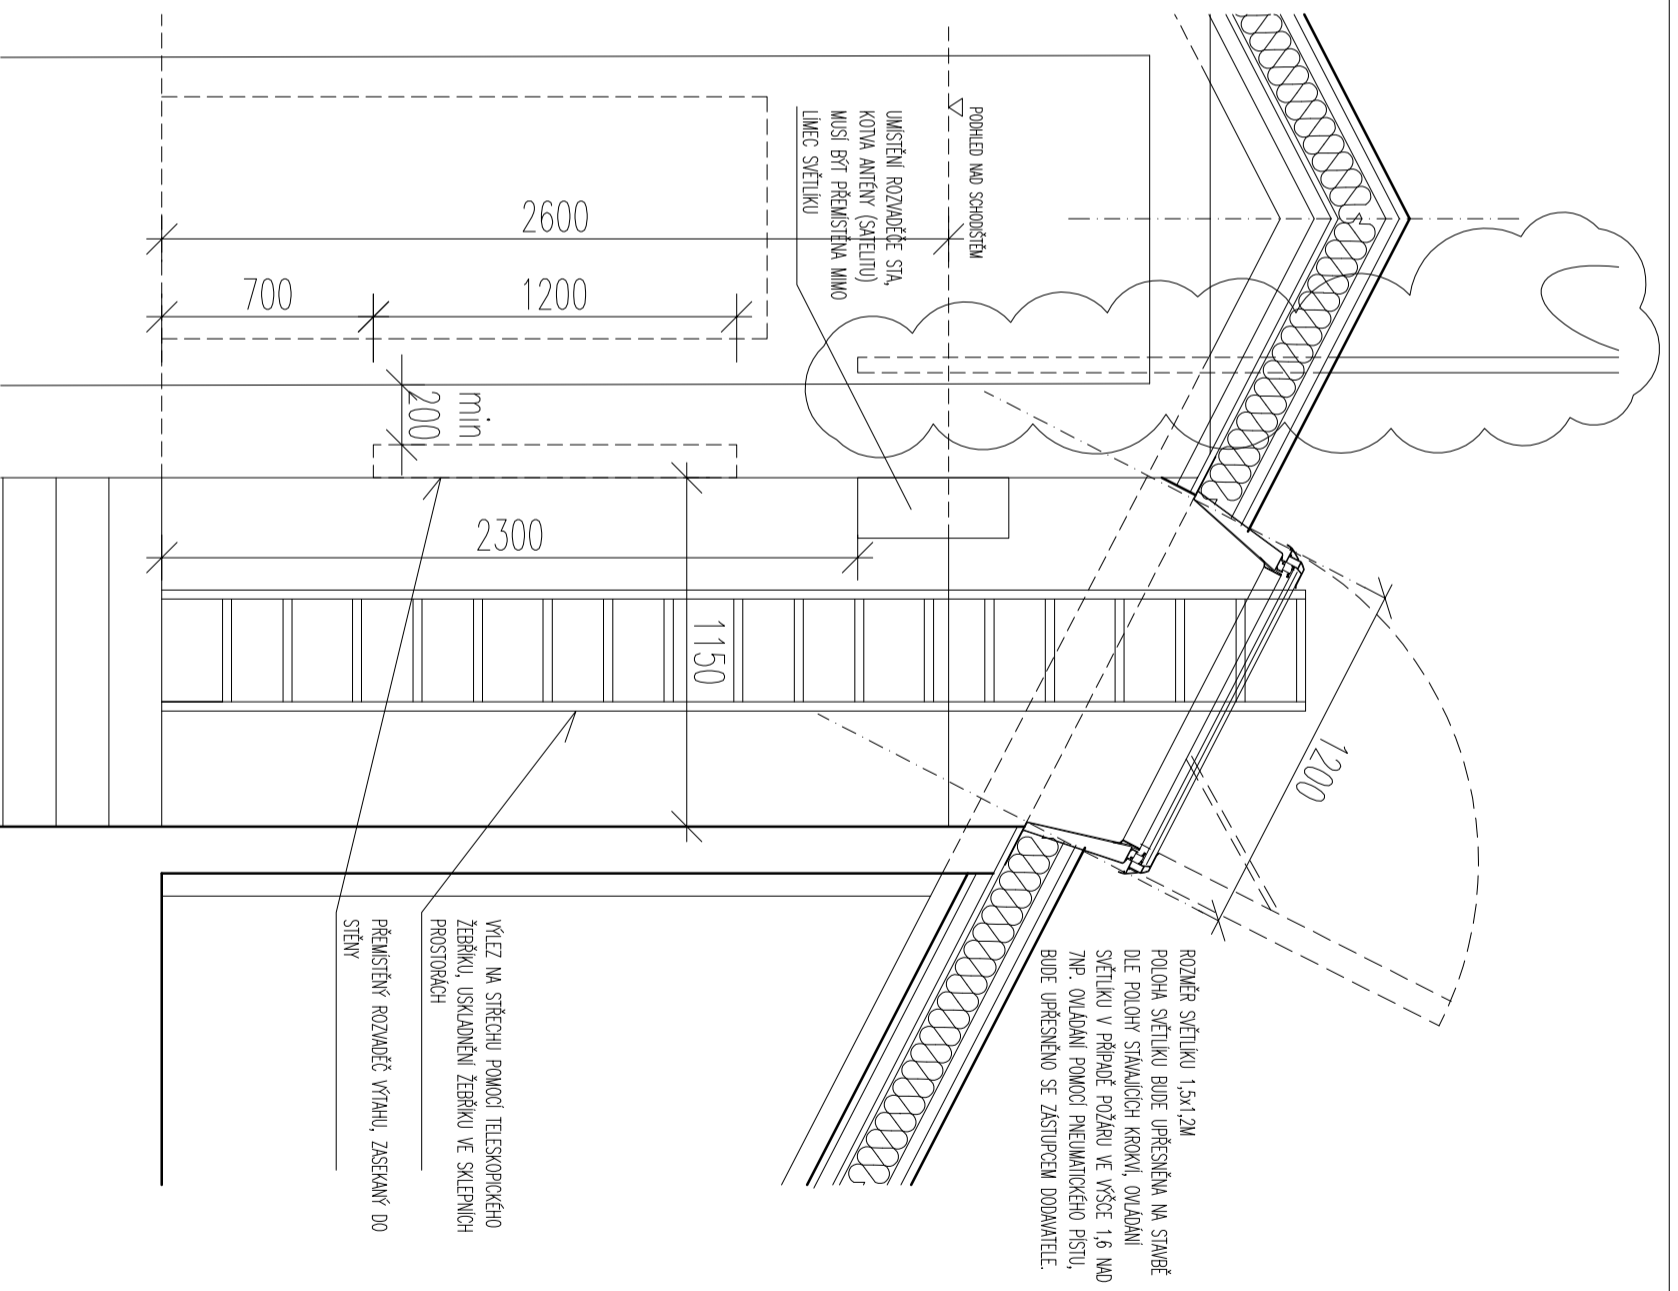 PODHLED NAD SCHODIŠTĚM
UMÍSTĚNÍ ROZVADĚČE STA,
KOTVA ANTÉNY (SATELITU)
MUSÍ BÝT PŘEMÍSTĚNA MIMO
LÍMEC SVĚTLÍKU
2600
700
1200
min
200
2300
1150
1200
ROZMĚR SVĚTLÍKU 1,5x1,2M
POLOHA SVĚTLÍKU BUDE UPŘESNĚNA NA STAVBĚ
DLE POLOHY STÁVAJÍCÍCH KROKVÍ, OVLÁDÁNÍ
SVĚTLÍKU V PŘÍPADĚ POŽÁRU VE VÝŠCE 1,6 NAD
7NP. OVLÁDÁNÍ POMOCÍ PNEUMATICKÉHO PÍSTU,
BUDE UPŘESNĚNO SE ZÁSTUPCEM DODAVATELE.
VÝLEZ NA STŘECHU POMOCÍ TELESKOPICKÉHO
ŽEBŘÍKU, USKLADNĚNÍ ŽEBŘÍKU VE SKLEPNÍCH
PROSTORÁCH
PŘEMÍSTĚNÝ ROZVADĚČ VÝTAHU, ZASEKANÝ DO
STĚNY